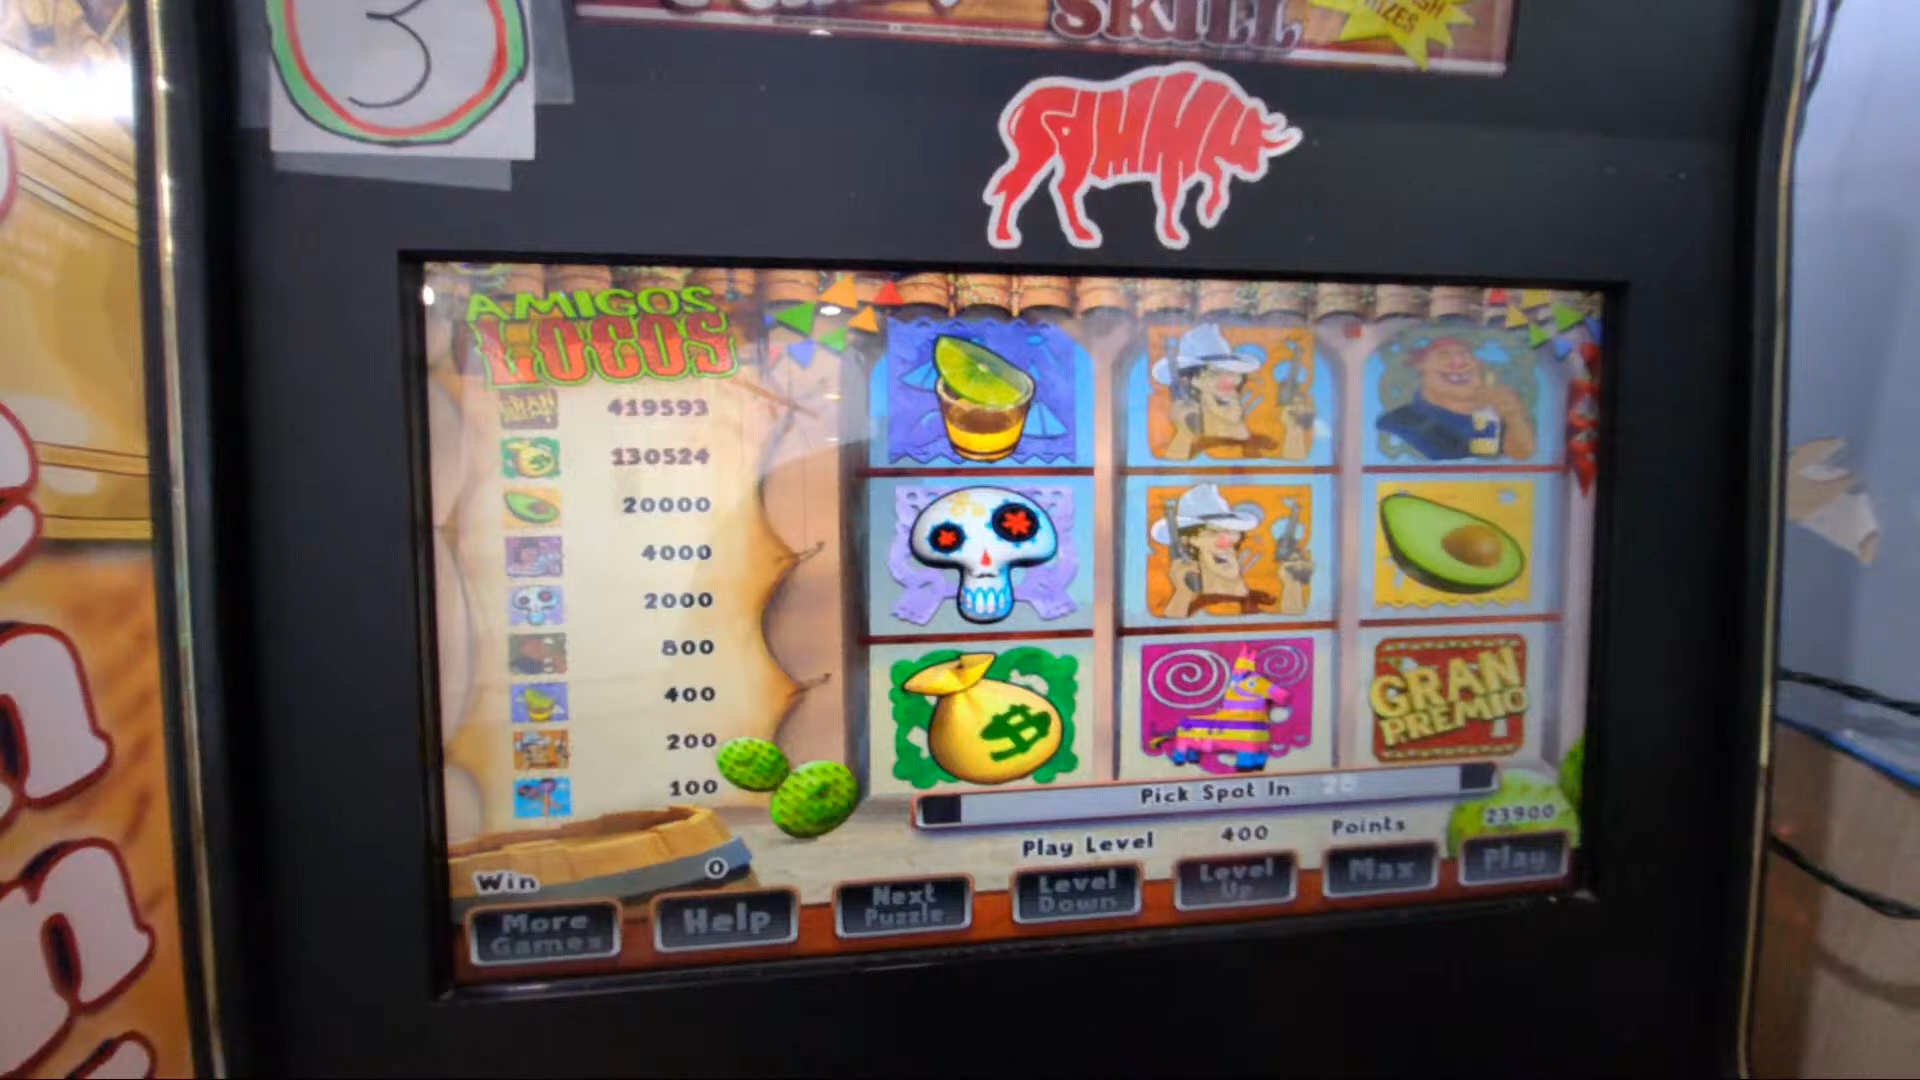 3
SKILL
SAMMY
AMIGOS
LOCOS
419593
130524
20000
4000
2000
800
400
200
100
GRAN
PREMIO
Pick Spot In
Play Level 400 Points 23900
Win 0
More
Games
Help
Next
Puzzle
Level
Down
Level
Up
Max
Play